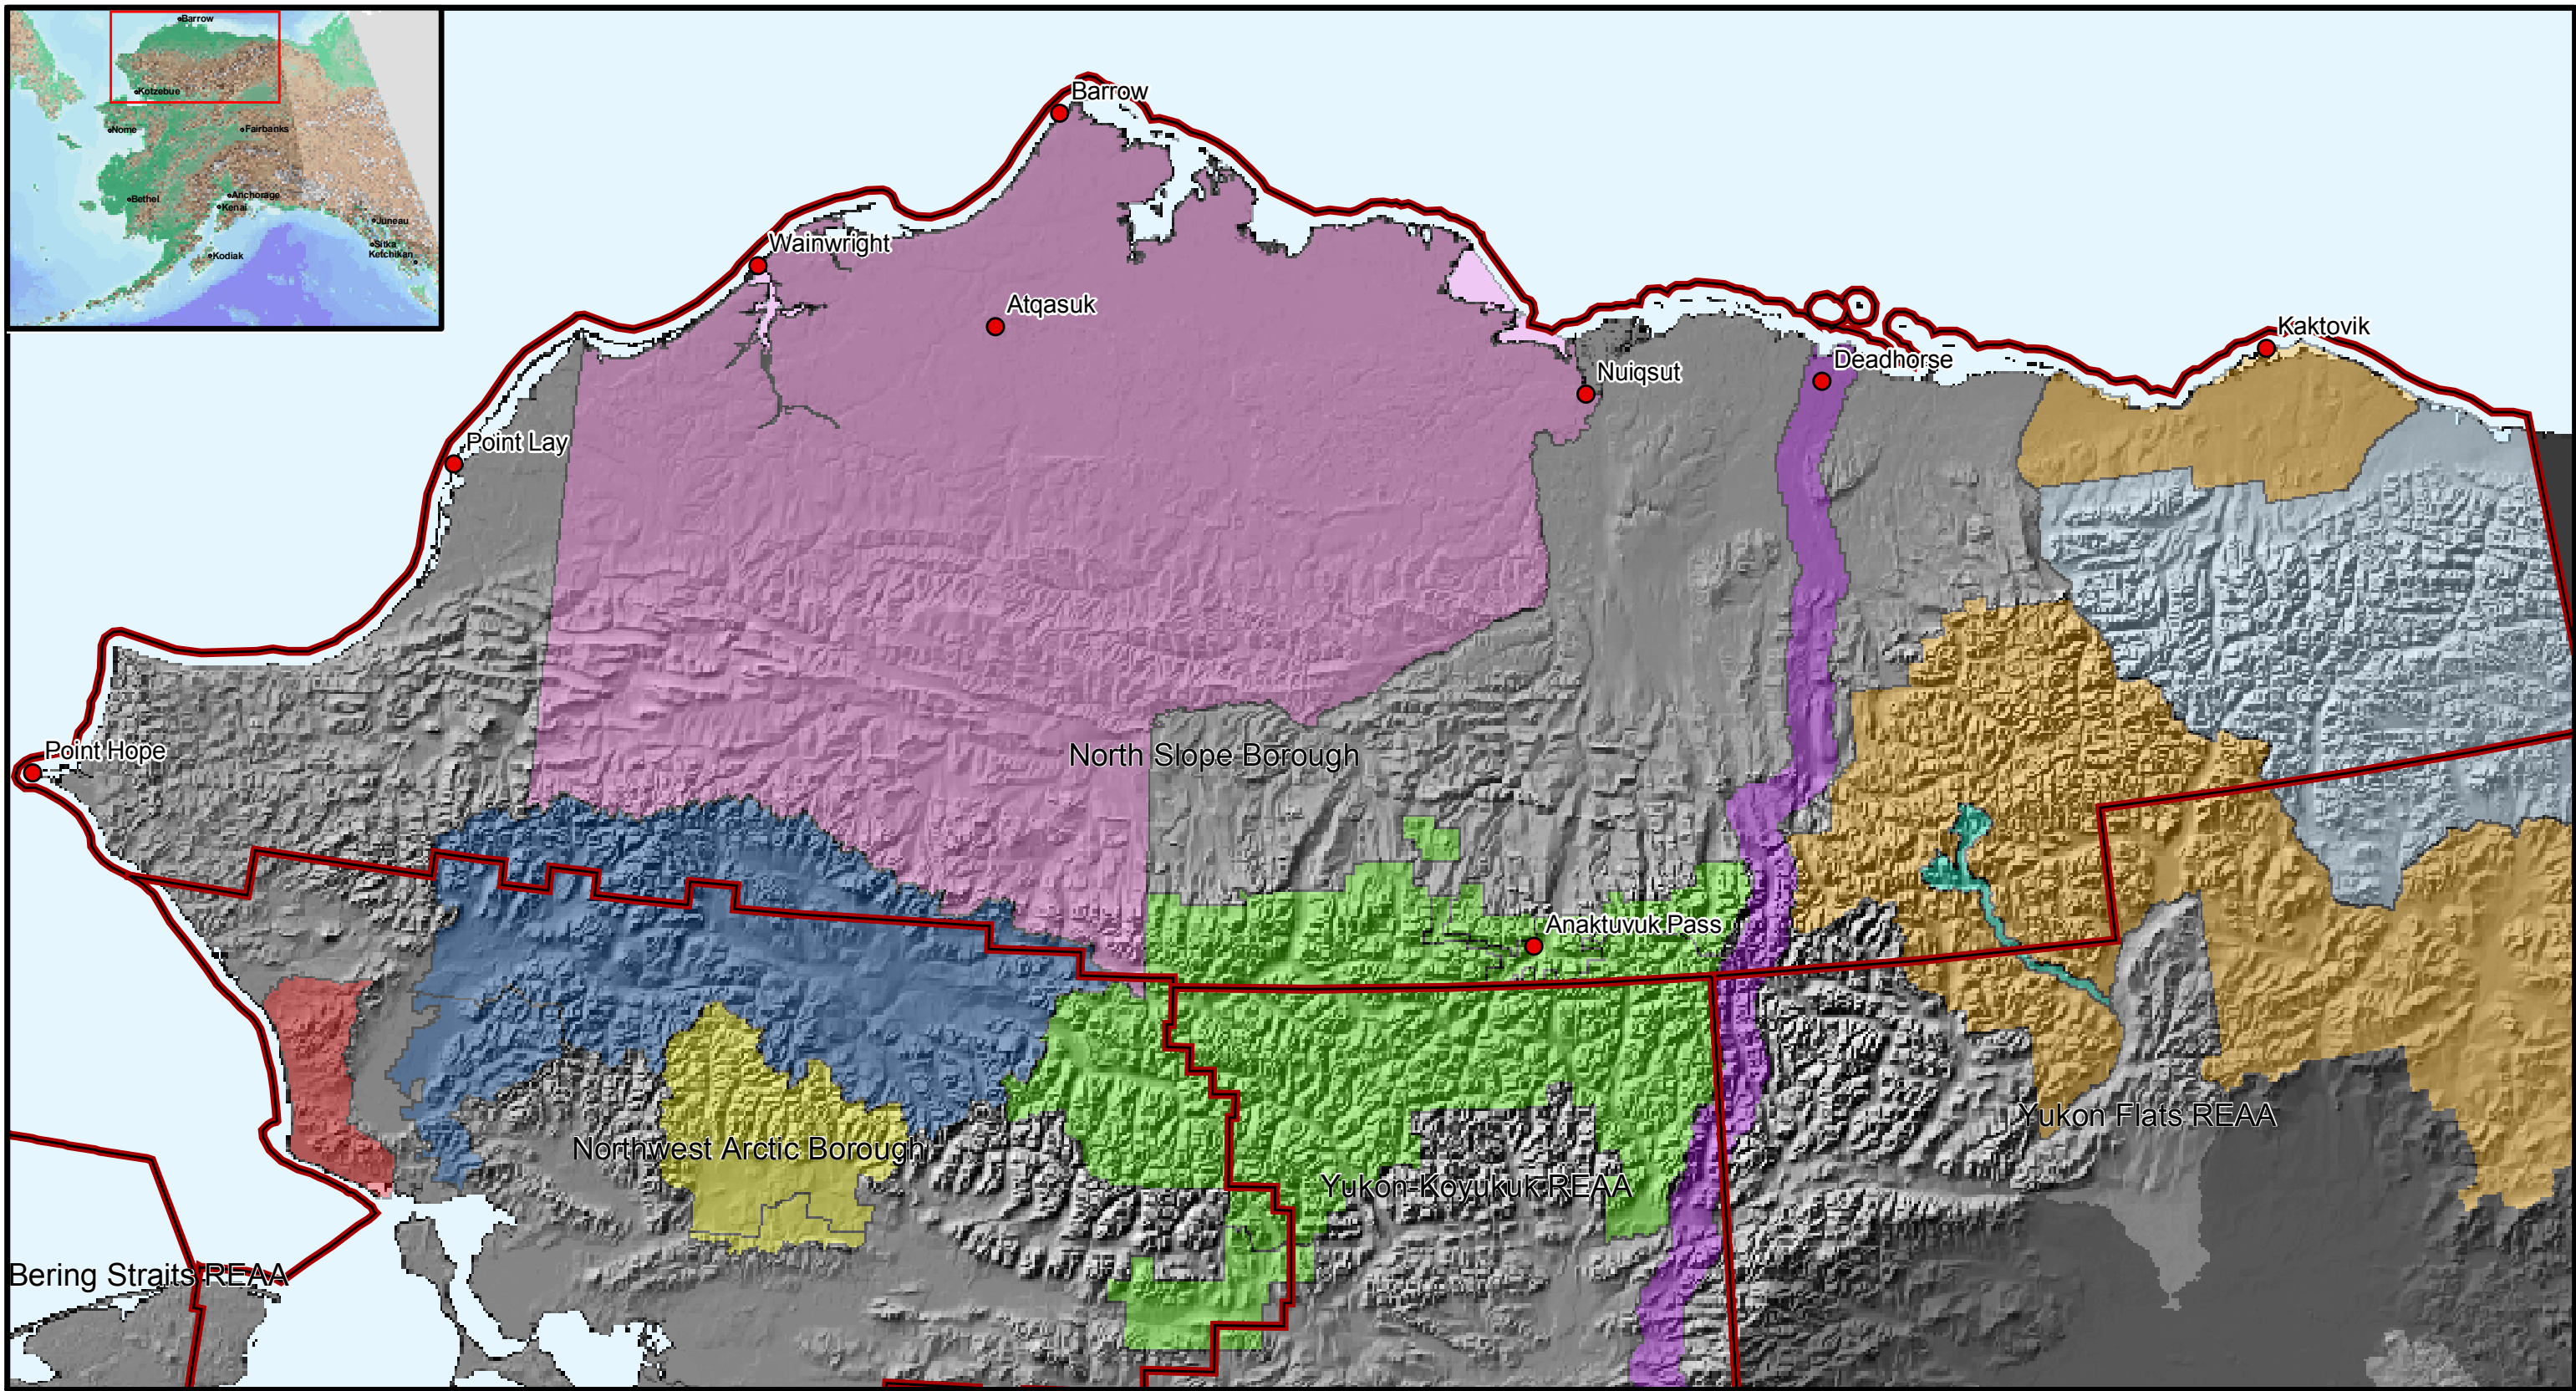 Barrow
Kotzebue
Nome
Fairbanks
Bethel
Anchorage
Kenai
Juneau
Sitka
Ketchikan
Kodiak
Barrow
Wainwright
Atqasuk
Kaktovik
Deadhorse
Nuiqsut
Point Lay
Point Hope
North Slope Borough
Anaktuvuk Pass
Yukon Flats REAA
Northwest Arctic Borough
Yukon-Koyukuk REAA
Bering Straits REAA